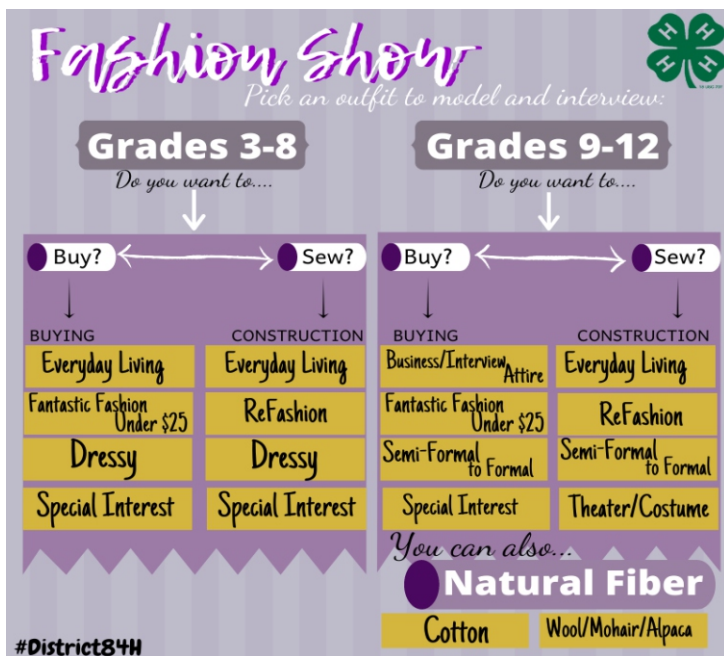 Fashion Show
Pick an outfit to model and interview:
Grades 3-8
Do you want to....
Buy?
Sew?
BUYING
Everyday Living
Fantastic Fashion
Under $25
Dressy
Special Interest
CONSTRUCTION
Everyday Living
ReFashion
Dressy
Special Interest
Grades 9-12
Do you want to....
Buy?
Sew?
BUYING
Business/Interview
Attire
Fantastic Fashion
Under $25
Semi-Formal
to Formal
Special Interest
CONSTRUCTION
Everyday Living
ReFashion
Semi-Formal
to Formal
Theater/Costume
You can also...
Natural Fiber
Cotton
Wool/Mohair/Alpaca
#District84H
H H
H H